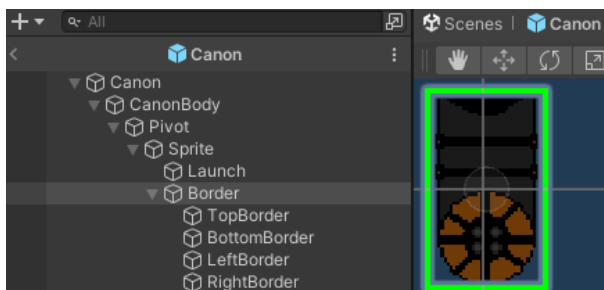 All
Scenes | Canon
Canon
Canon
CanonBody
Pivot
Sprite
Launch
Border
TopBorder
BottomBorder
LeftBorder
RightBorder